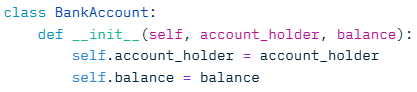 class BankAccount:
    def __init__(self, account_holder, balance):
        self.account_holder = account_holder
        self.balance = balance